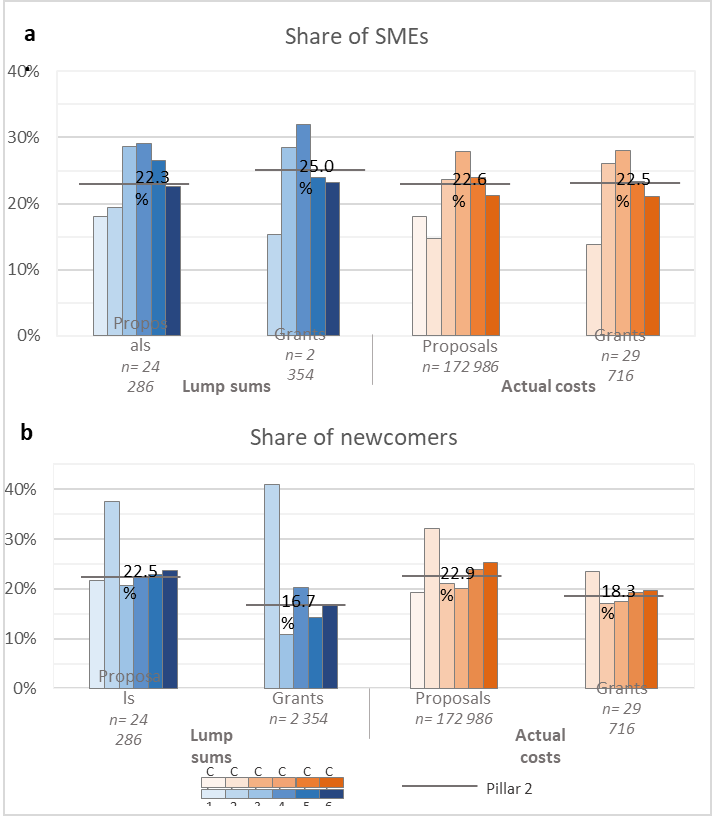 a
.
Share of SMEs
40%
30%
20%
10%
0%
22.3
%
25.0
%
22.6
%
22.5
%
Propos
als
n= 24
286
Grants
n= 2
354
Proposals
n= 172 986
Grants
n= 29
716
Lump sums
Actual costs
b
Share of newcomers
40%
30%
20%
10%
0%
22.5
%
16.7
%
22.9
%
18.3
%
Proposa
ls
n= 24
286
Grants
n= 2 354
Proposals
n= 172 986
Grants
n= 29
716
Lump
sums
Actual
costs
C C C C C C
1 2 3 4 5 6
Pillar 2